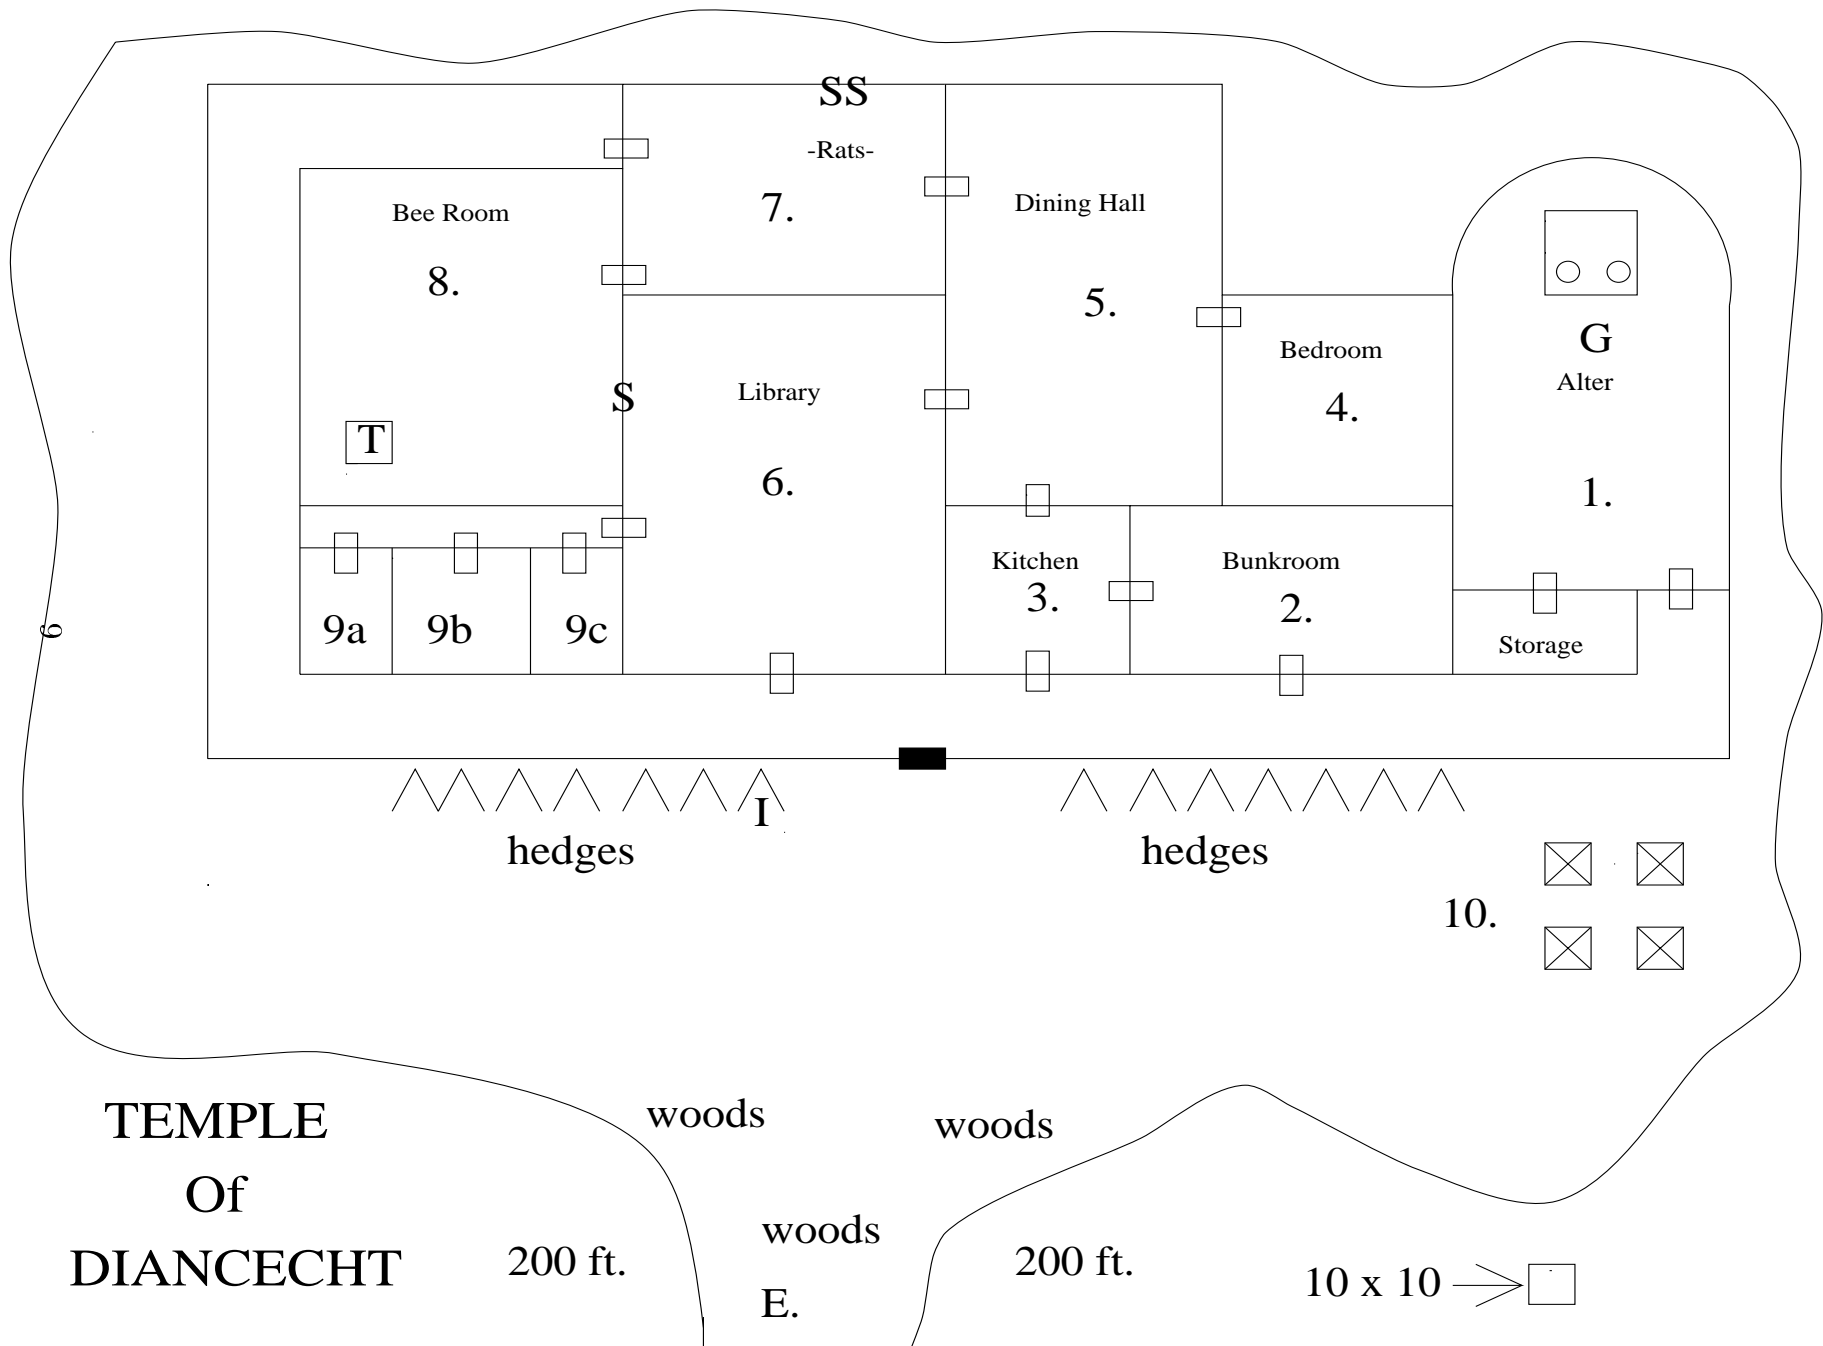 SS
-Rats-
7.
Dining Hall
5.
Bee Room
8.
G
Alter
1.
Bedroom
4.
S
Library
6.
T
Kitchen
3.
Bunkroom
2.
9a
9b
9c
Storage
6
I
hedges
hedges
10.
TEMPLE
Of
DIANCECHT
woods
woods
woods
200 ft.
200 ft.
E.
10 x 10